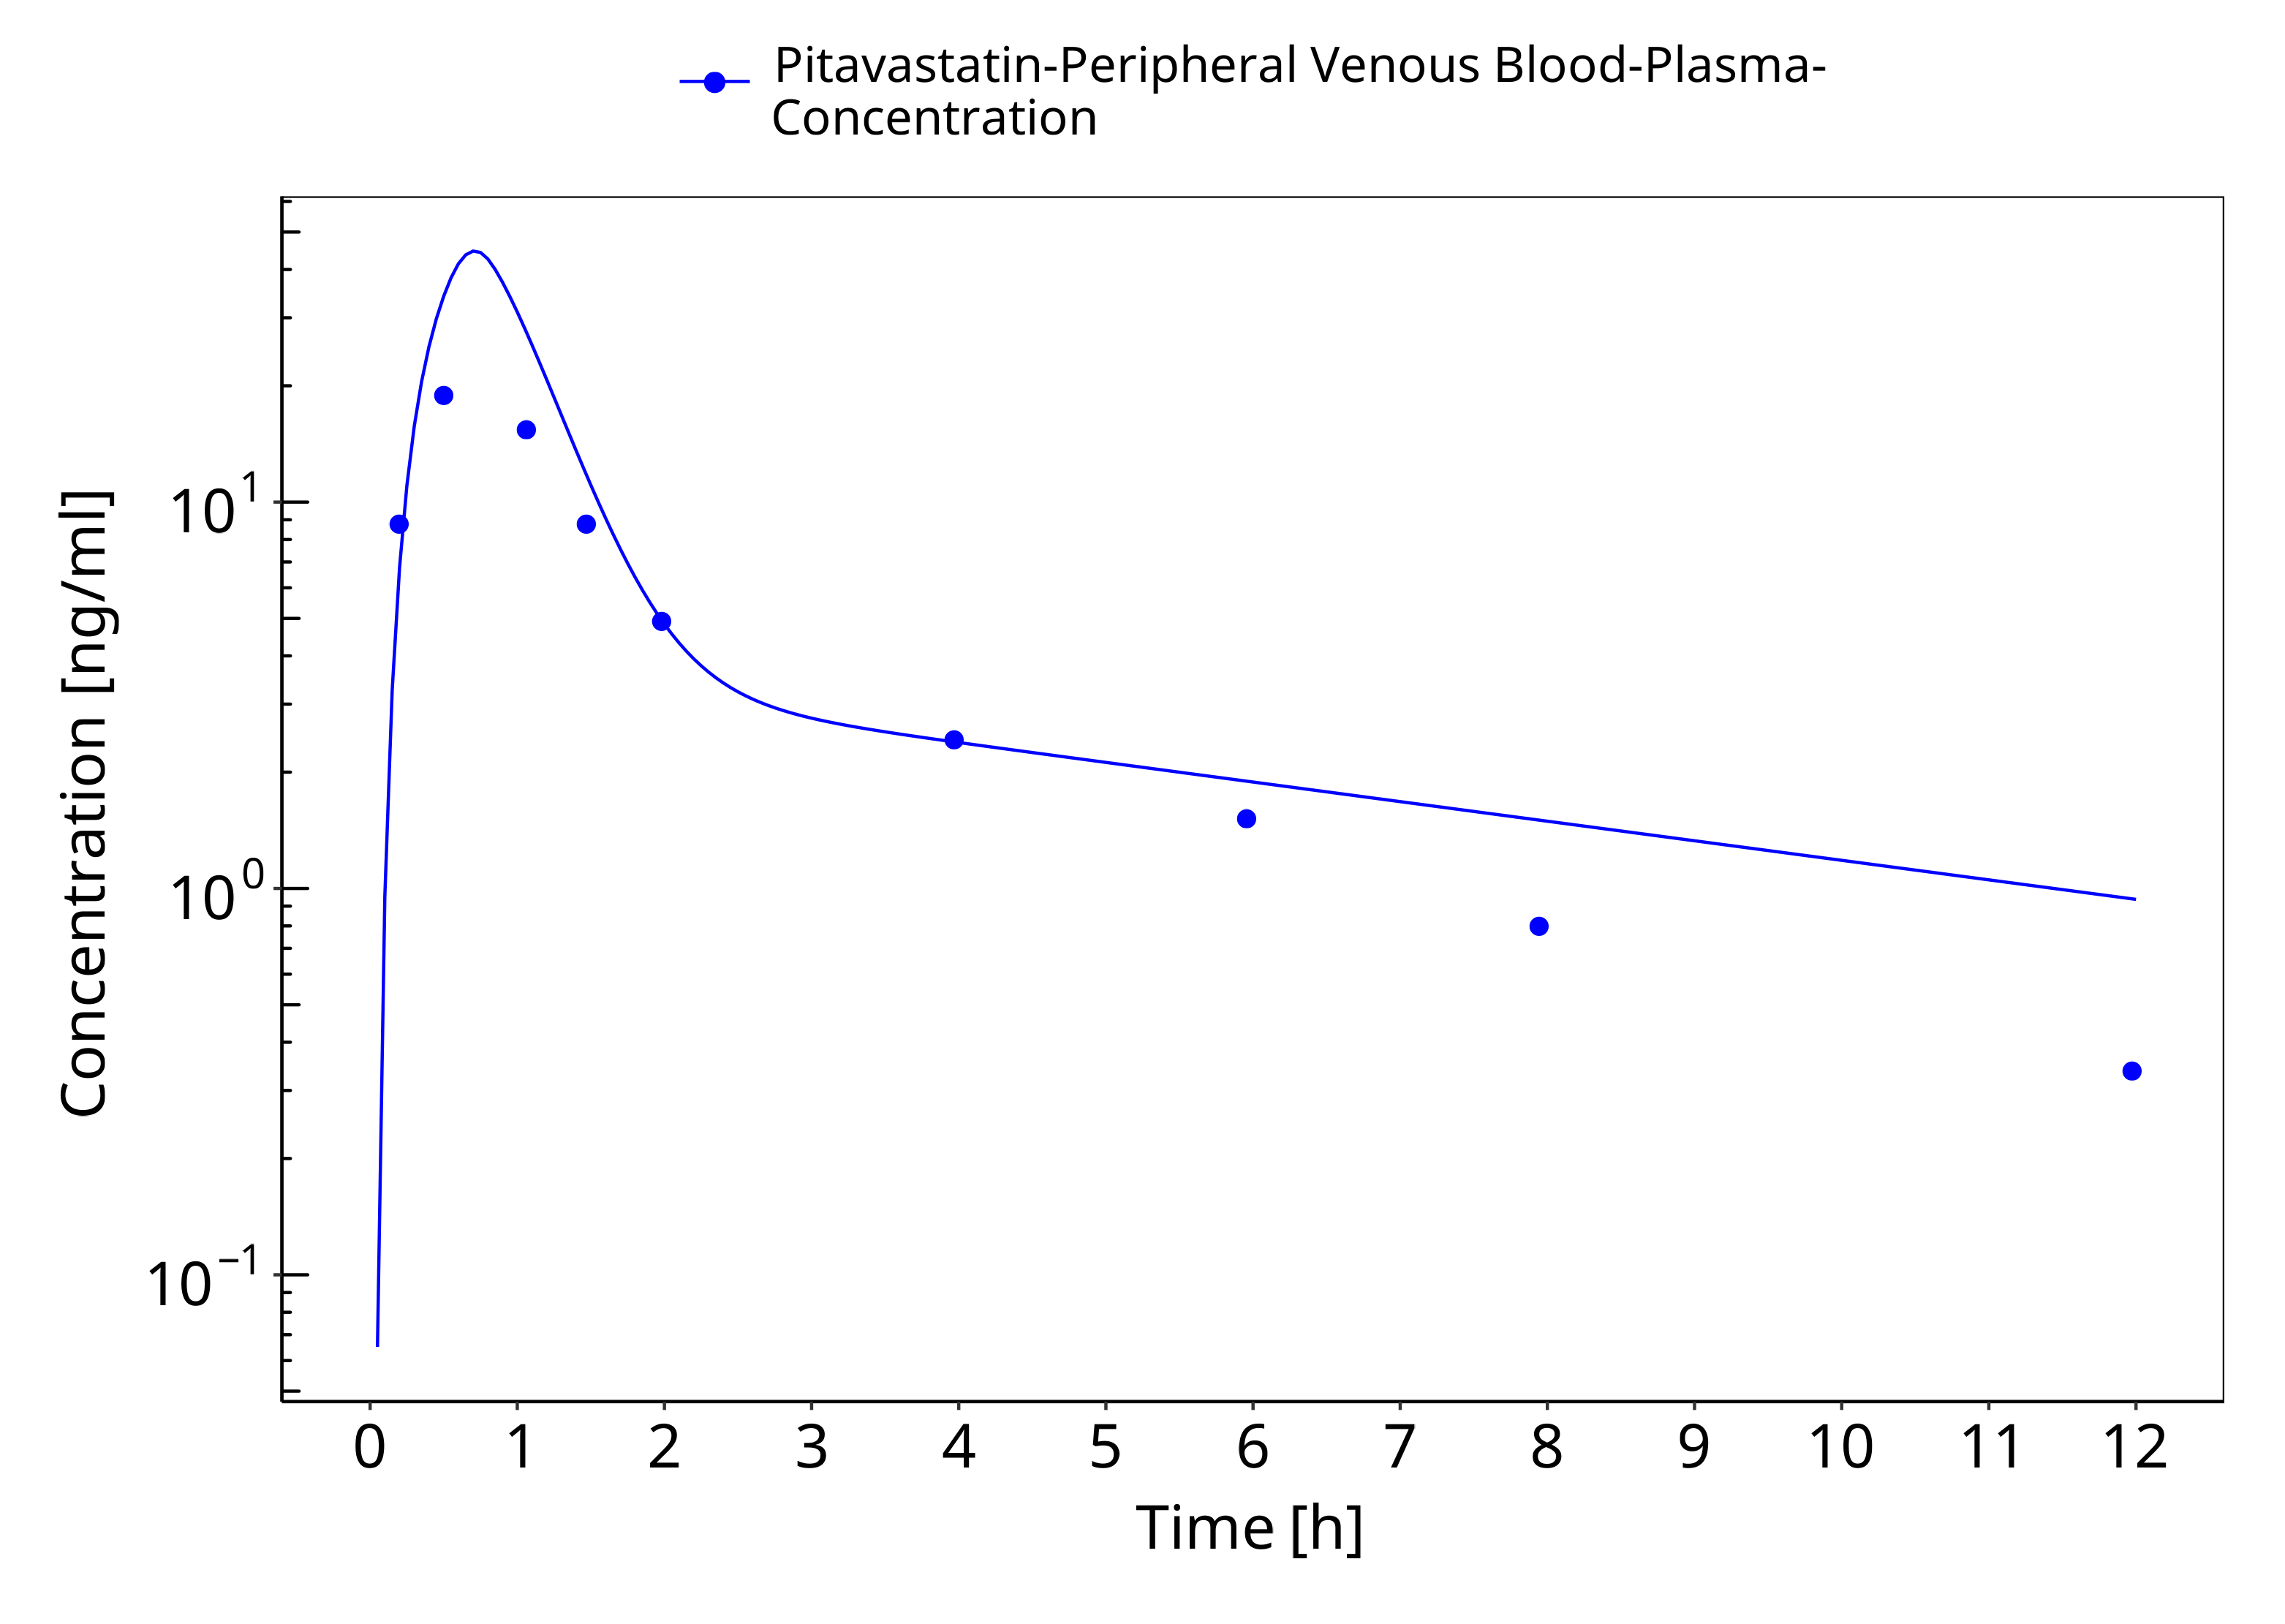 Pitavastatin-Peripheral Venous Blood-Plasma-
Concentration
Concentration [ng/ml]
10^1
10^0
10^−1
0 1 2 3 4 5 6 7 8 9 10 11 12
Time [h]